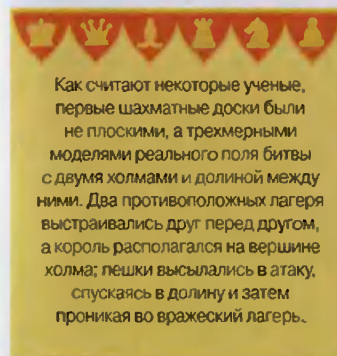 Как считают некоторые ученые,
первые шахматные доски были
не плоскими, а трехмерными
моделями реального поля битвы
с двумя холмами и долиной между
ними. Два противоположных лагеря
выстраивались друг перед другом,
а король располагался на вершине
холма; пешки высылались в атаку,
спускаясь в долину и затем
проникая во вражеский лагерь.